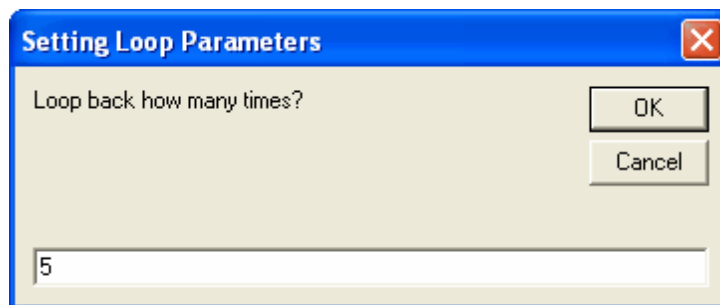 Setting Loop Parameters
Loop back how many times?
OK
Cancel
5